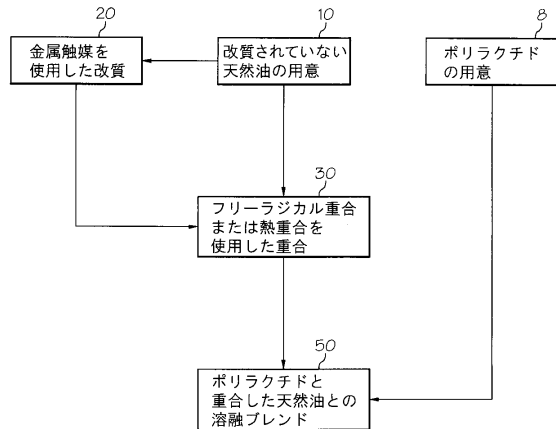 20
金属触媒を
使用した改質
10
改質されていない
天然油の用意
8
ポリラクチド
の用意
30
フリーラジカル重合
または熱重合を
使用した重合
50
ポリラクチドと
重合した天然油との
溶融ブレンド